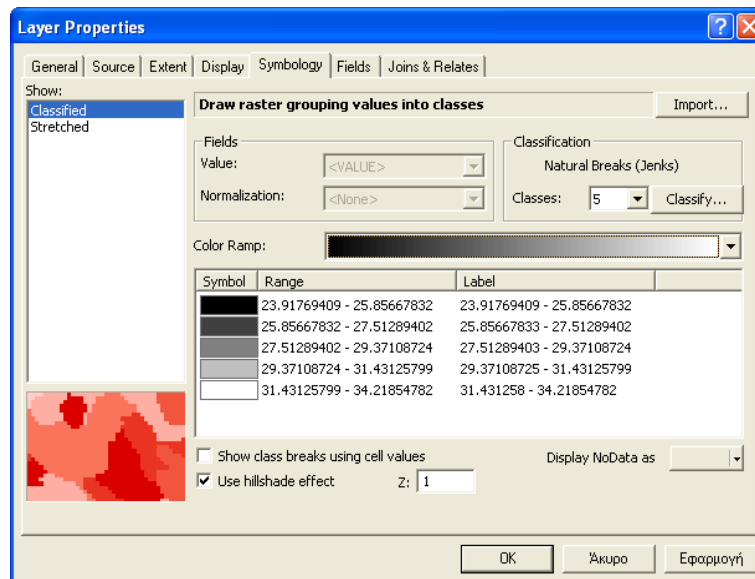 Layer Properties
General Source Extent Display Symbology Fields Joins & Relates
Show:
Classified
Stretched
Draw raster grouping values into classes
Import...
Fields
Value:
<VALUE>
Normalization:
<None>
Classification
Natural Breaks (Jenks)
Classes:
5
Classify...
Color Ramp:
Symbol Range Label
23.91769409 - 25.85667832 23.91769409 - 25.85667832
25.85667832 - 27.51289402 25.85667833 - 27.51289402
27.51289402 - 29.37108724 27.51289403 - 29.37108724
29.37108724 - 31.43125799 29.37108725 - 31.43125799
31.43125799 - 34.21854782 31.431258 - 34.21854782
Show class breaks using cell values
Display NoData as
Use hillshade effect
Z: 1
OK
Άκυρο
Εφαρμογή